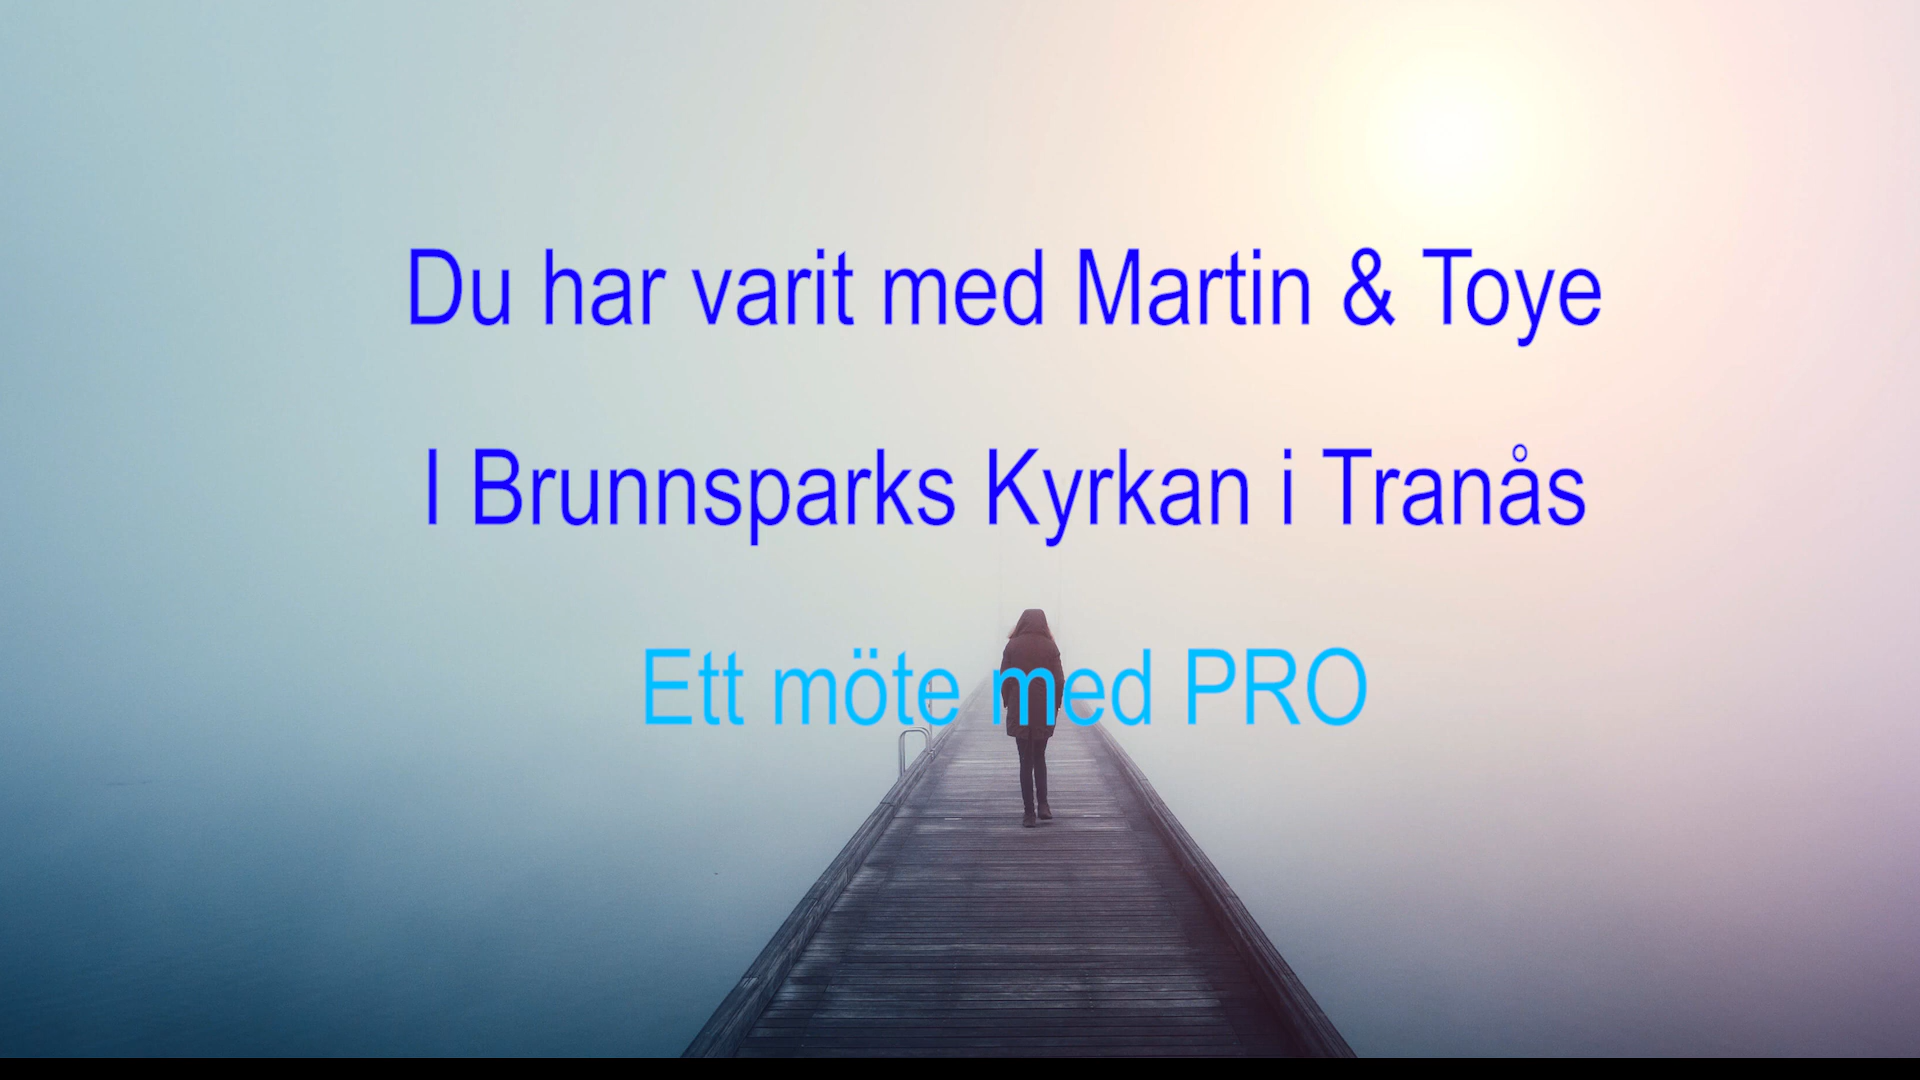 Du har varit med Martin & Toye
I Brunnsparks Kyrkan i Tranås
Ett möte med PRO